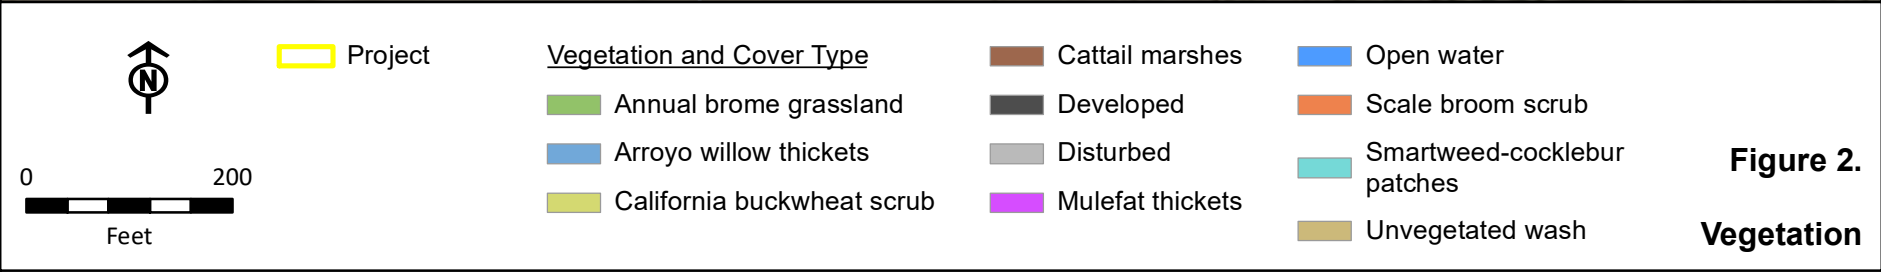 N
0 200
Feet
Project
Vegetation and Cover Type
Annual brome grassland
Arroyo willow thickets
California buckwheat scrub
Cattail marshes
Developed
Disturbed
Mulefat thickets
Open water
Scale broom scrub
Smartweed-cocklebur
patches
Unvegetated wash
Figure 2.
Vegetation